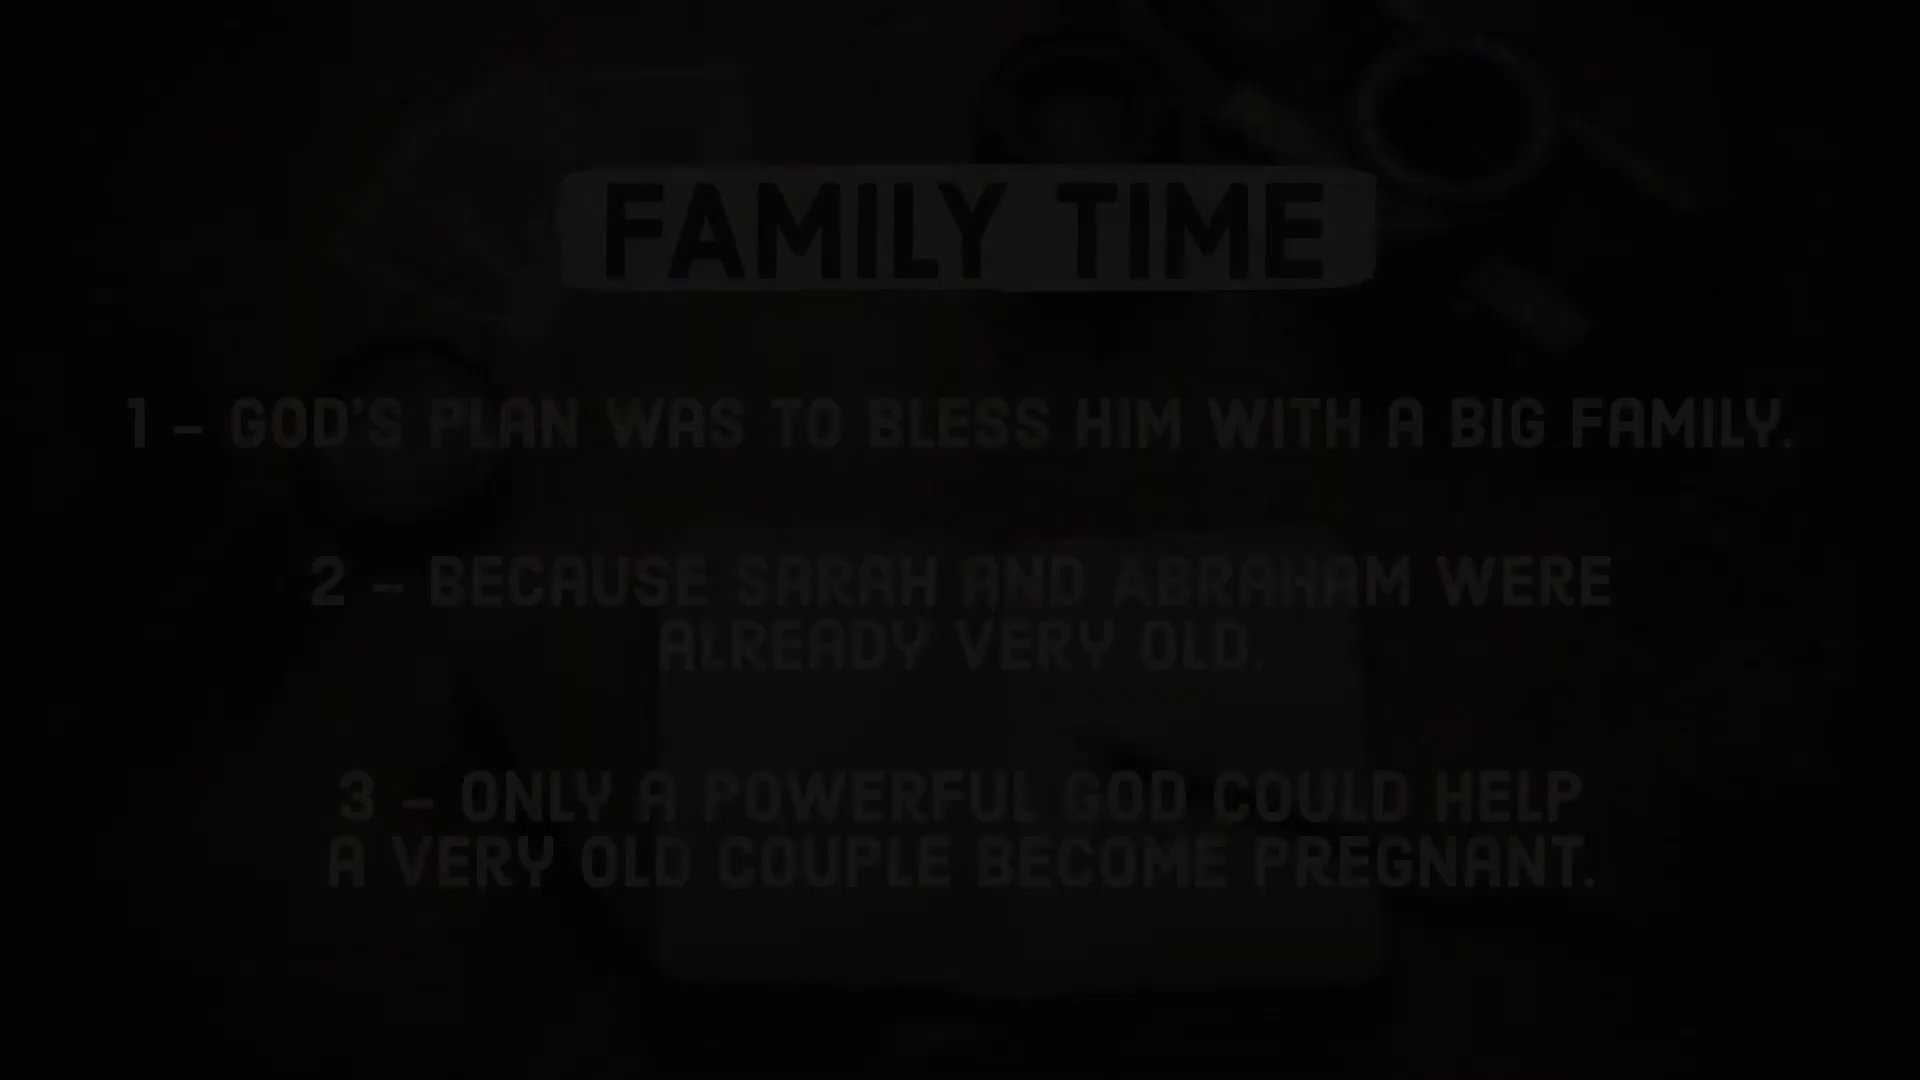 FAMILY TIME
1 - GOD'S PLAN WAS TO BLESS HIM WITH A BIG FAMILY.
2 - BECAUSE SARAH AND ABRAHAM WERE
ALREADY VERY OLD.
3 - ONLY A POWERFUL GOD COULD HELP
A VERY OLD COUPLE BECOME PREGNANT.